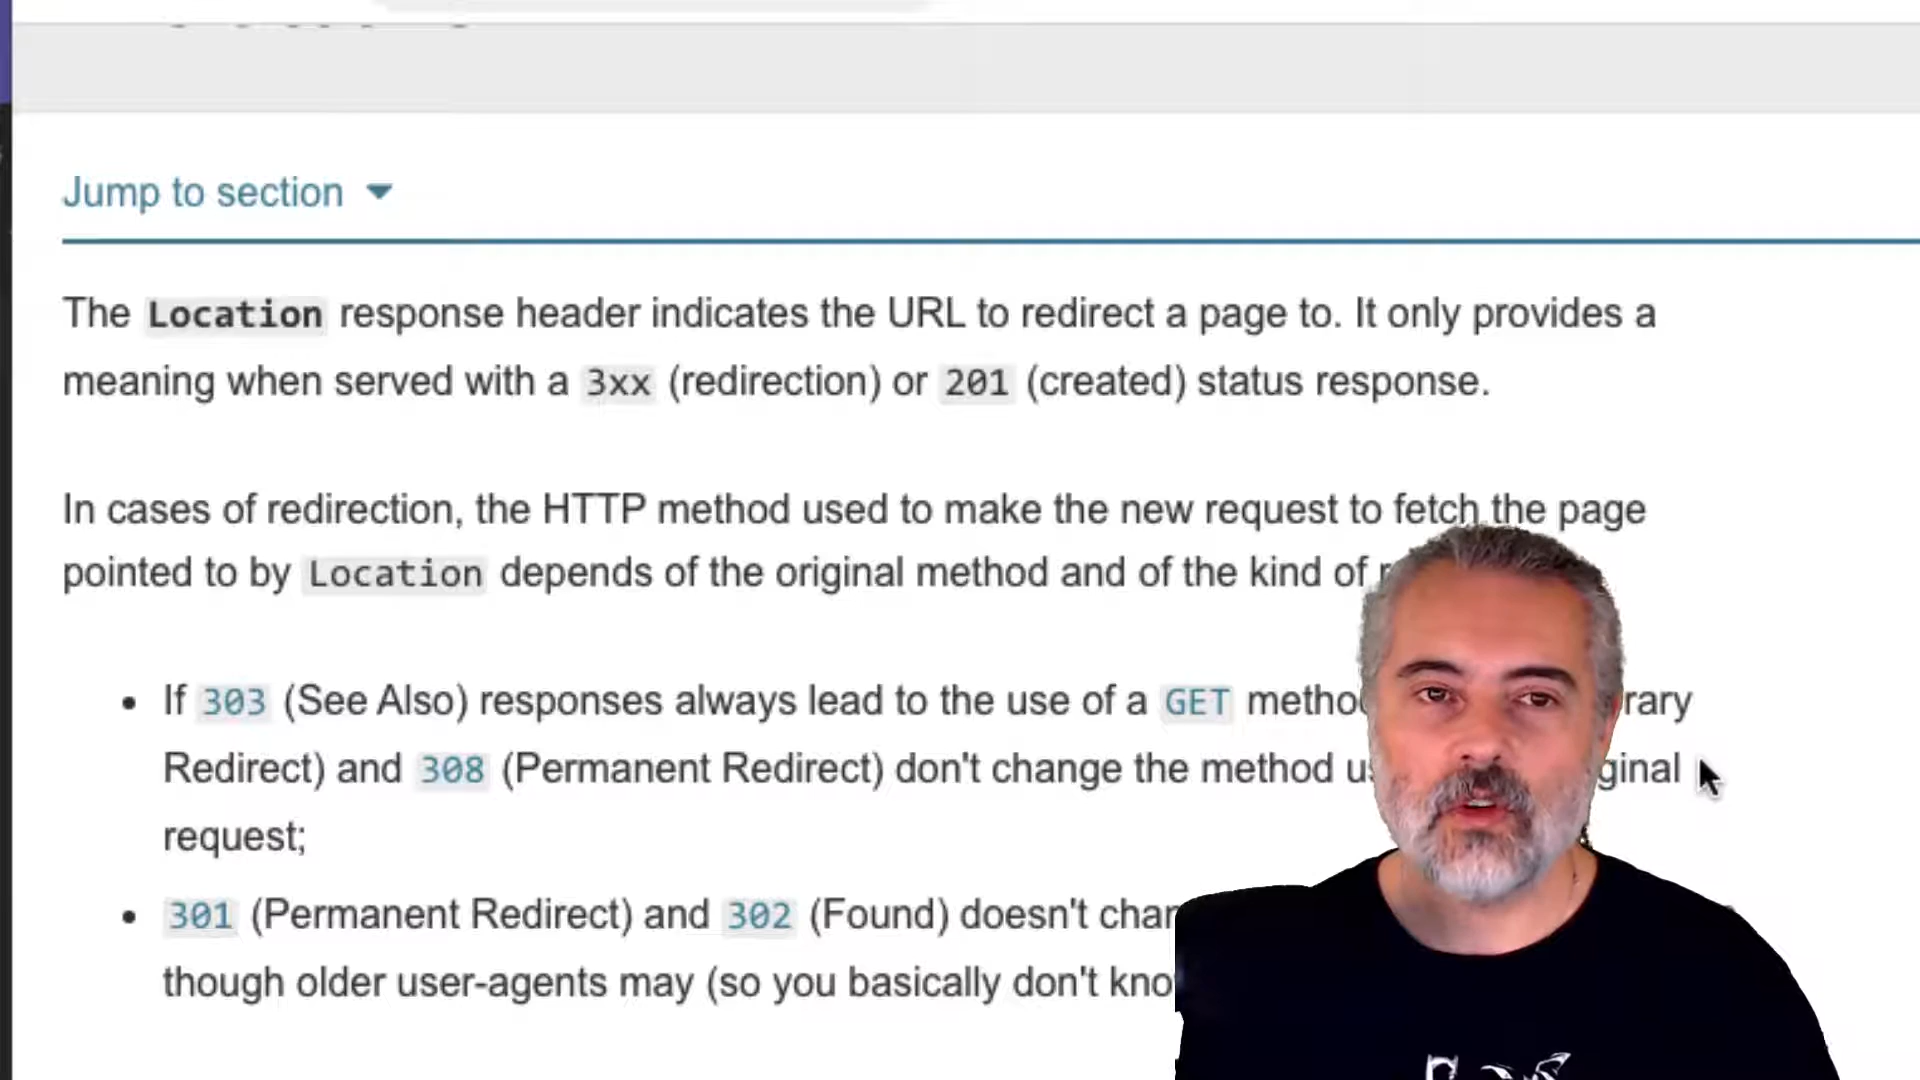 Jump to section
The Location response header indicates the URL to redirect a page to. It only provides a
meaning when served with a 3xx (redirection) or 201 (created) status response.
In cases of redirection, the HTTP method used to make the new request to fetch the page
pointed to by Location depends of the original method and of the kind of
If 303 (See Also) responses always lead to the use of a GET metho rary
Redirect) and 308 (Permanent Redirect) don't change the method us ginal
request;
301 (Permanent Redirect) and 302 (Found) doesn't chan
though older user-agents may (so you basically don't kno